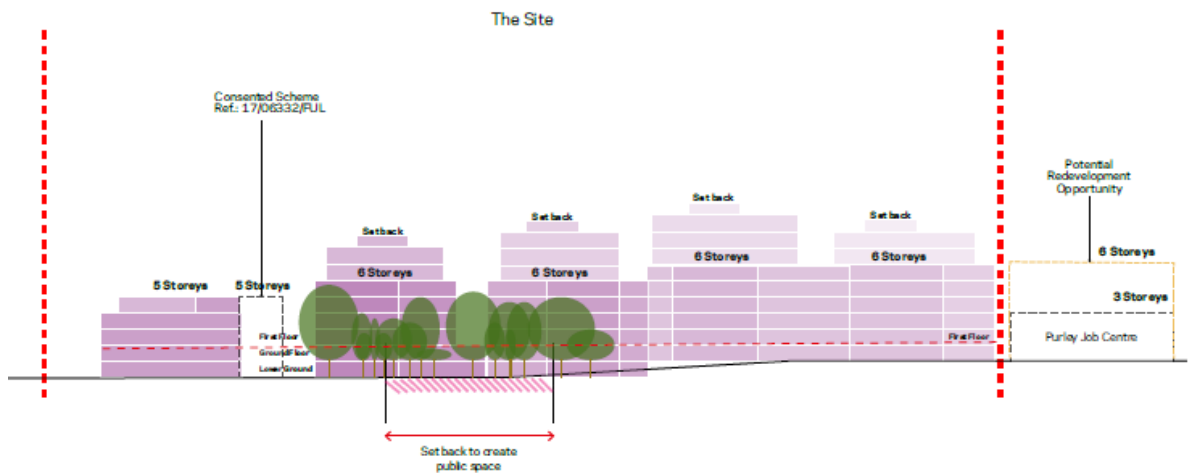 The Site
Consented Scheme
Ref.: 17/06332/FUL
Potential
Redevelopment
Opportunity
Set back
Set back
Set back
Set back
6 Storeys
6 Storeys
6 Storeys
6 Storeys
6 Storeys
5 Storeys
5 Storeys
3 Storeys
First Floor
First Floor
Purley Job Centre
Ground Floor
Lower Ground
Set back to create
public space